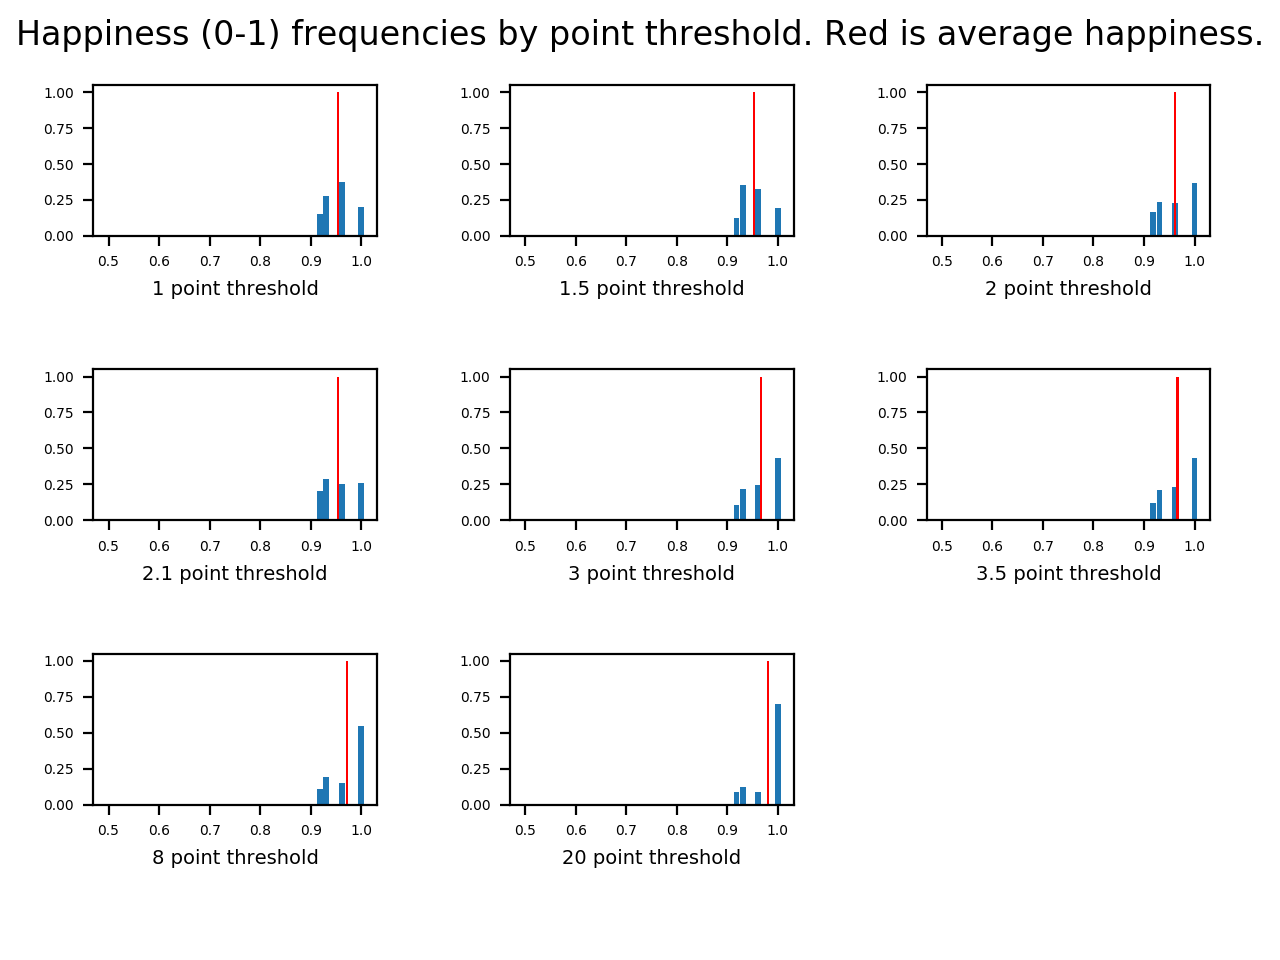 Happiness (0-1) frequencies by point threshold. Red is average happiness.
1.00 1.00 1.00
0.75 0.75 0.75
0.50 0.50 0.50
0.25 0.25 0.25
0.00 0.00 0.00
0.5 0.6 0.7 0.8 0.9 1.0 0.5 0.6 0.7 0.8 0.9 1.0 0.5 0.6 0.7 0.8 0.9 1.0
1 point threshold 1.5 point threshold 2 point threshold
1.00 1.00 1.00
0.75 0.75 0.75
0.50 0.50 0.50
0.25 0.25 0.25
0.00 0.00 0.00
0.5 0.6 0.7 0.8 0.9 1.0 0.5 0.6 0.7 0.8 0.9 1.0 0.5 0.6 0.7 0.8 0.9 1.0
2.1 point threshold 3 point threshold 3.5 point threshold
1.00 1.00
0.75 0.75
0.50 0.50
0.25 0.25
0.00 0.00
0.5 0.6 0.7 0.8 0.9 1.0 0.5 0.6 0.7 0.8 0.9 1.0
8 point threshold 20 point threshold